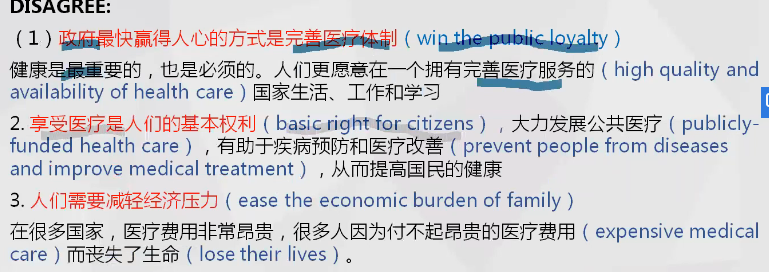 DISAGREE:
（1）政府最快赢得人心的方式是完善医疗体制（win the public loyalty）
健康是最重要的，也是必须的。人们更愿意在一个拥有完善医疗服务的（high quality and
availability of health care）国家生活、工作和学习
2. 享受医疗是人们的基本权利（basic right for citizens），大力发展公共医疗（publicly-
funded health care），有助于疾病预防和医疗改善（prevent people from diseases
and improve medical treatment），从而提高国民的健康
3. 人们需要减轻经济压力（ease the economic burden of family）
在很多国家，医疗费用非常昂贵，很多人因为付不起昂贵的医疗费用（expensive medical
care）而丧失了生命（lose their lives）。